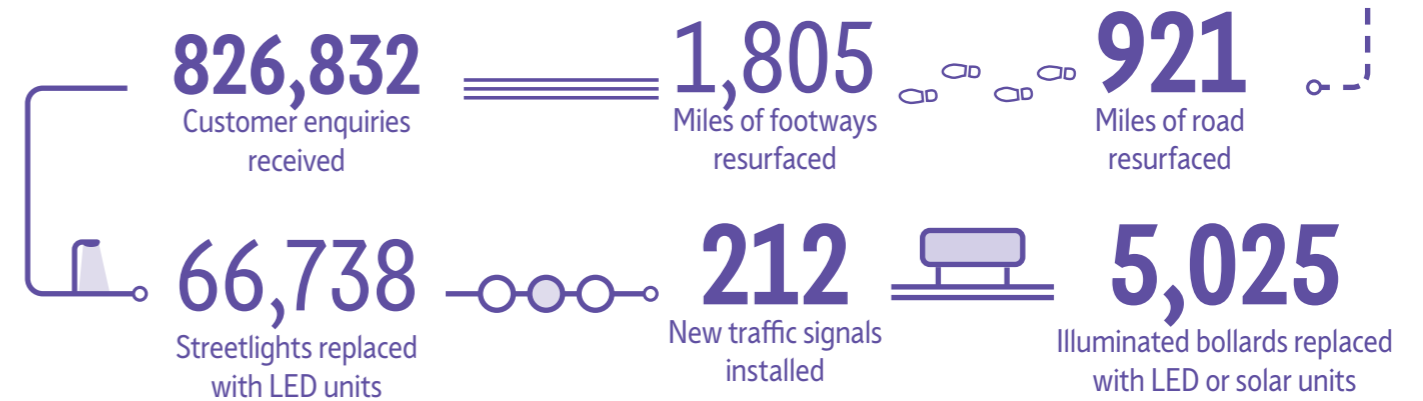 826,832
Customer enquiries
received
1,805
Miles of footways
resurfaced
921
Miles of road
resurfaced
66,738
Streetlights replaced
with LED units
212
New traffic signals
installed
5,025
Illuminated bollards replaced
with LED or solar units